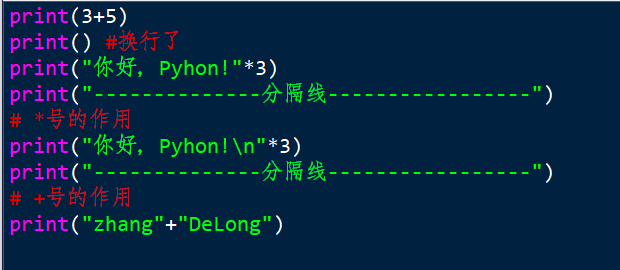 print(3+5)
print() #换行了
print("你好，Pyhon!"*3)
print("--------------分隔线-----------------")
# *号的作用
print("你好，Pyhon!\n"*3)
print("--------------分隔线-----------------")
# +号的作用
print("zhang"+"DeLong")